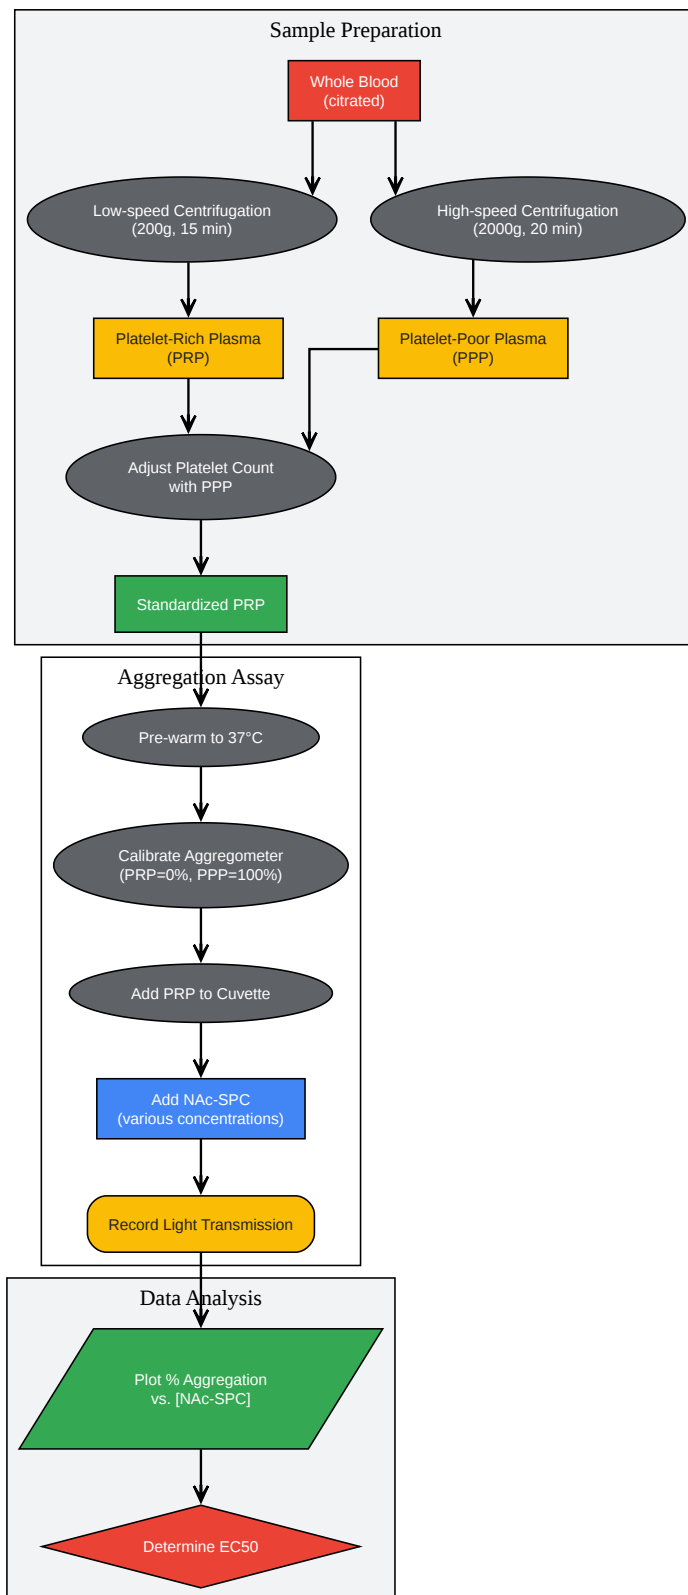 Sample Preparation
Whole Blood
(citrated)
Low-speed Centrifugation
(200g, 15 min)
High-speed Centrifugation
(2000g, 20 min)
Platelet-Rich Plasma
(PRP)
Platelet-Poor Plasma
(PPP)
Adjust Platelet Count
with PPP
Standardized PRP
Aggregation Assay
Pre-warm to 37°C
Calibrate Aggregometer
(PRP=0%, PPP=100%)
Add PRP to Cuvette
Add NAc-SPC
(various concentrations)
Record Light Transmission
Data Analysis
Plot % Aggregation
vs. [NAc-SPC]
Determine EC50